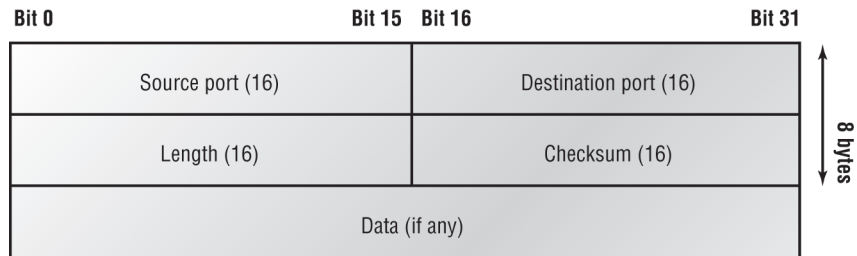 Bit 0 Bit 15 Bit 16 Bit 31
Source port (16) Destination port (16)
Length (16) Checksum (16)
8 bytes
Data (if any)